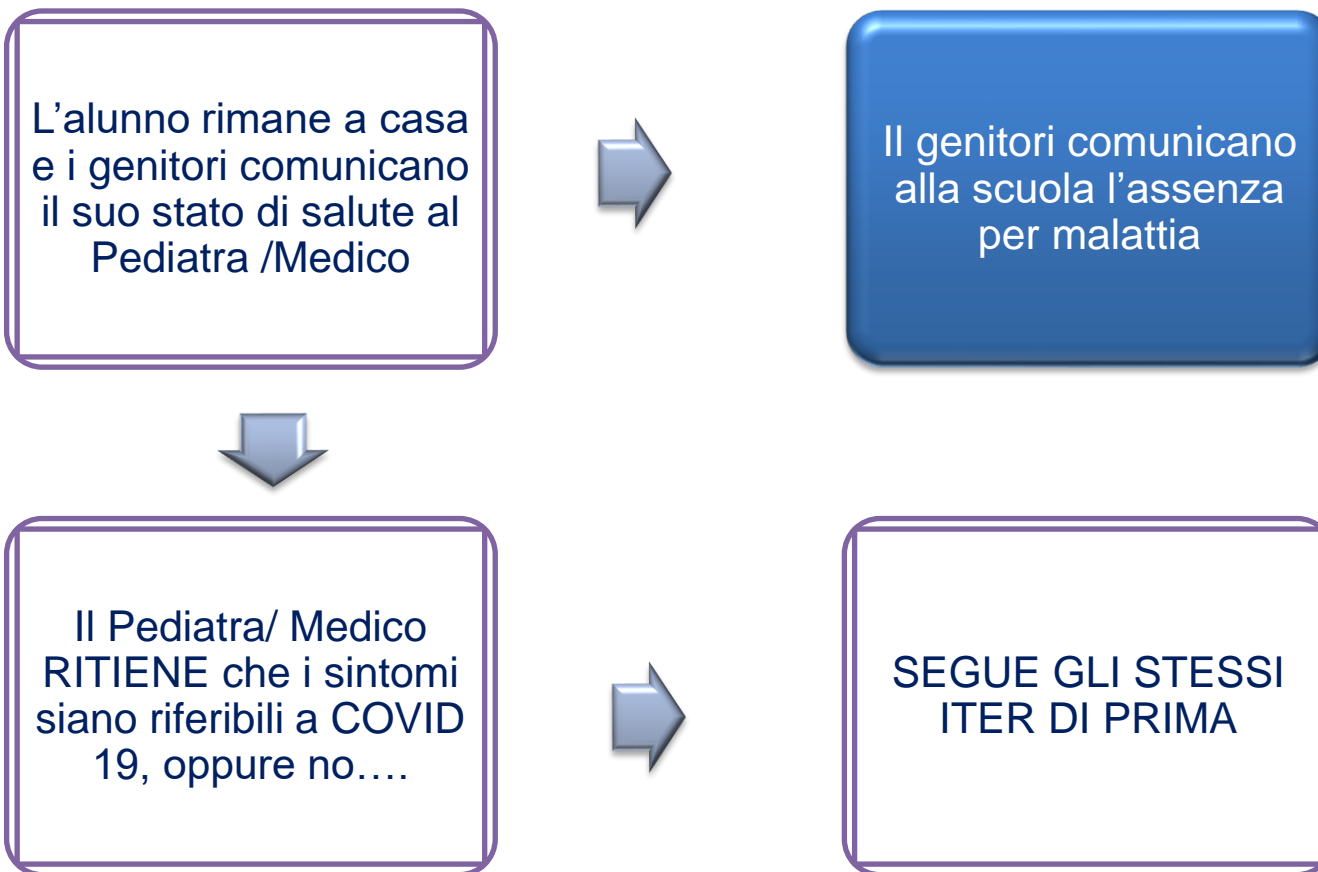 L’alunno rimane a casa
e i genitori comunicano
il suo stato di salute al
Pediatra /Medico
Il genitori comunicano
alla scuola l’assenza
per malattia
Il Pediatra/ Medico
RITIENE che i sintomi
siano riferibili a COVID
19, oppure no….
SEGUE GLI STESSI
ITER DI PRIMA